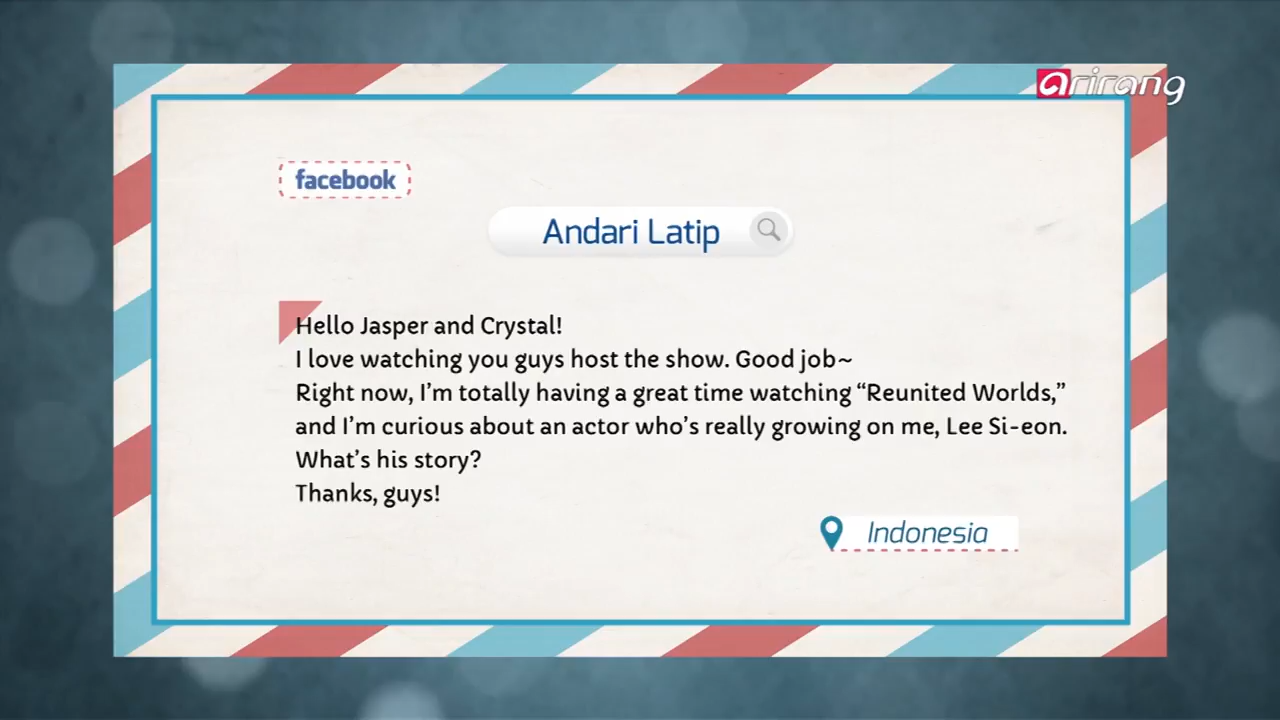 arirang
facebook
Andari Latip
Hello Jasper and Crystal!
I love watching you guys host the show. Good job~
Right now, I’m totally having a great time watching “Reunited Worlds,”
and I’m curious about an actor who’s really growing on me, Lee Si-eon.
What’s his story?
Thanks, guys!
Indonesia